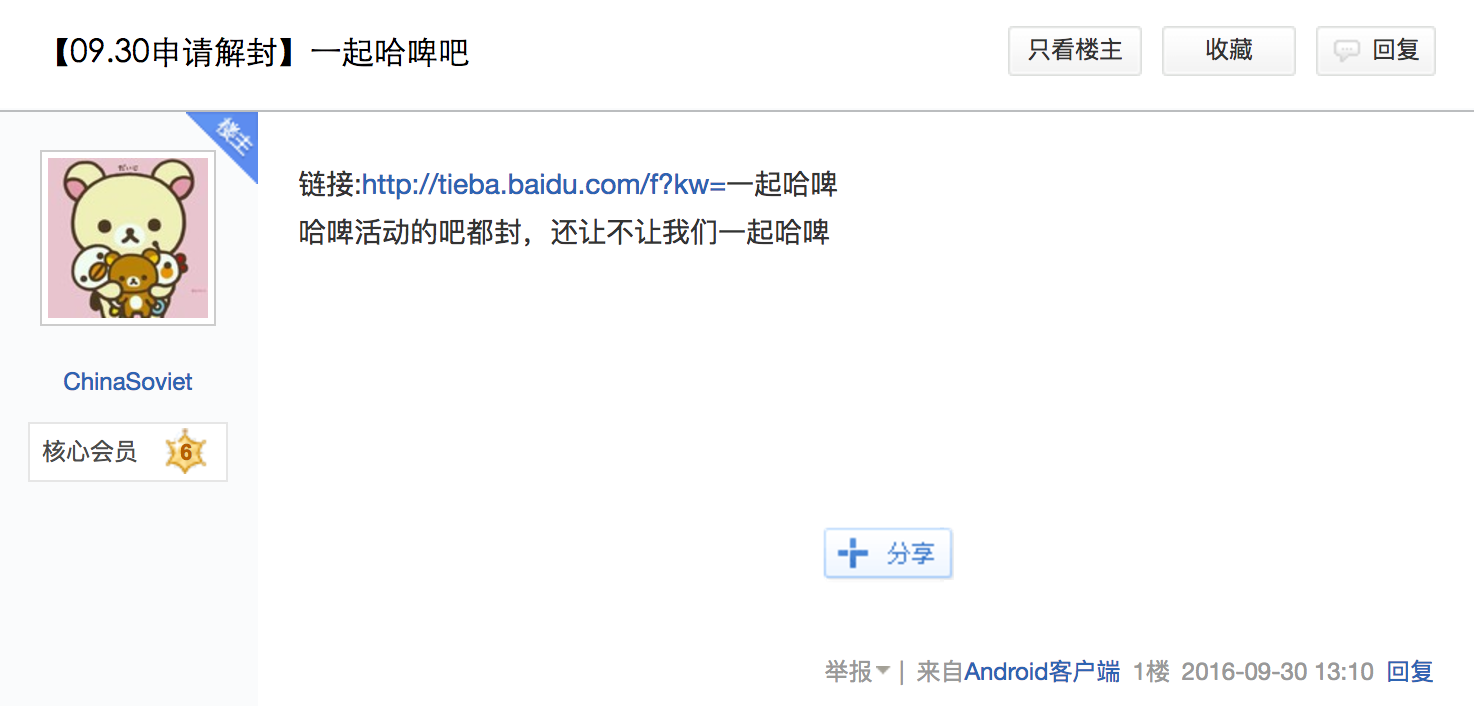 【09.30申请解封】一起哈啤吧
只看楼主
收藏
回复
楼主
ChinaSoviet
核心会员 6
链接:http://tieba.baidu.com/f?kw=一起哈啤
哈啤活动的吧都封，还让不让我们一起哈啤
分享
举报 | 来自Android客户端 1楼 2016-09-30 13:10 回复